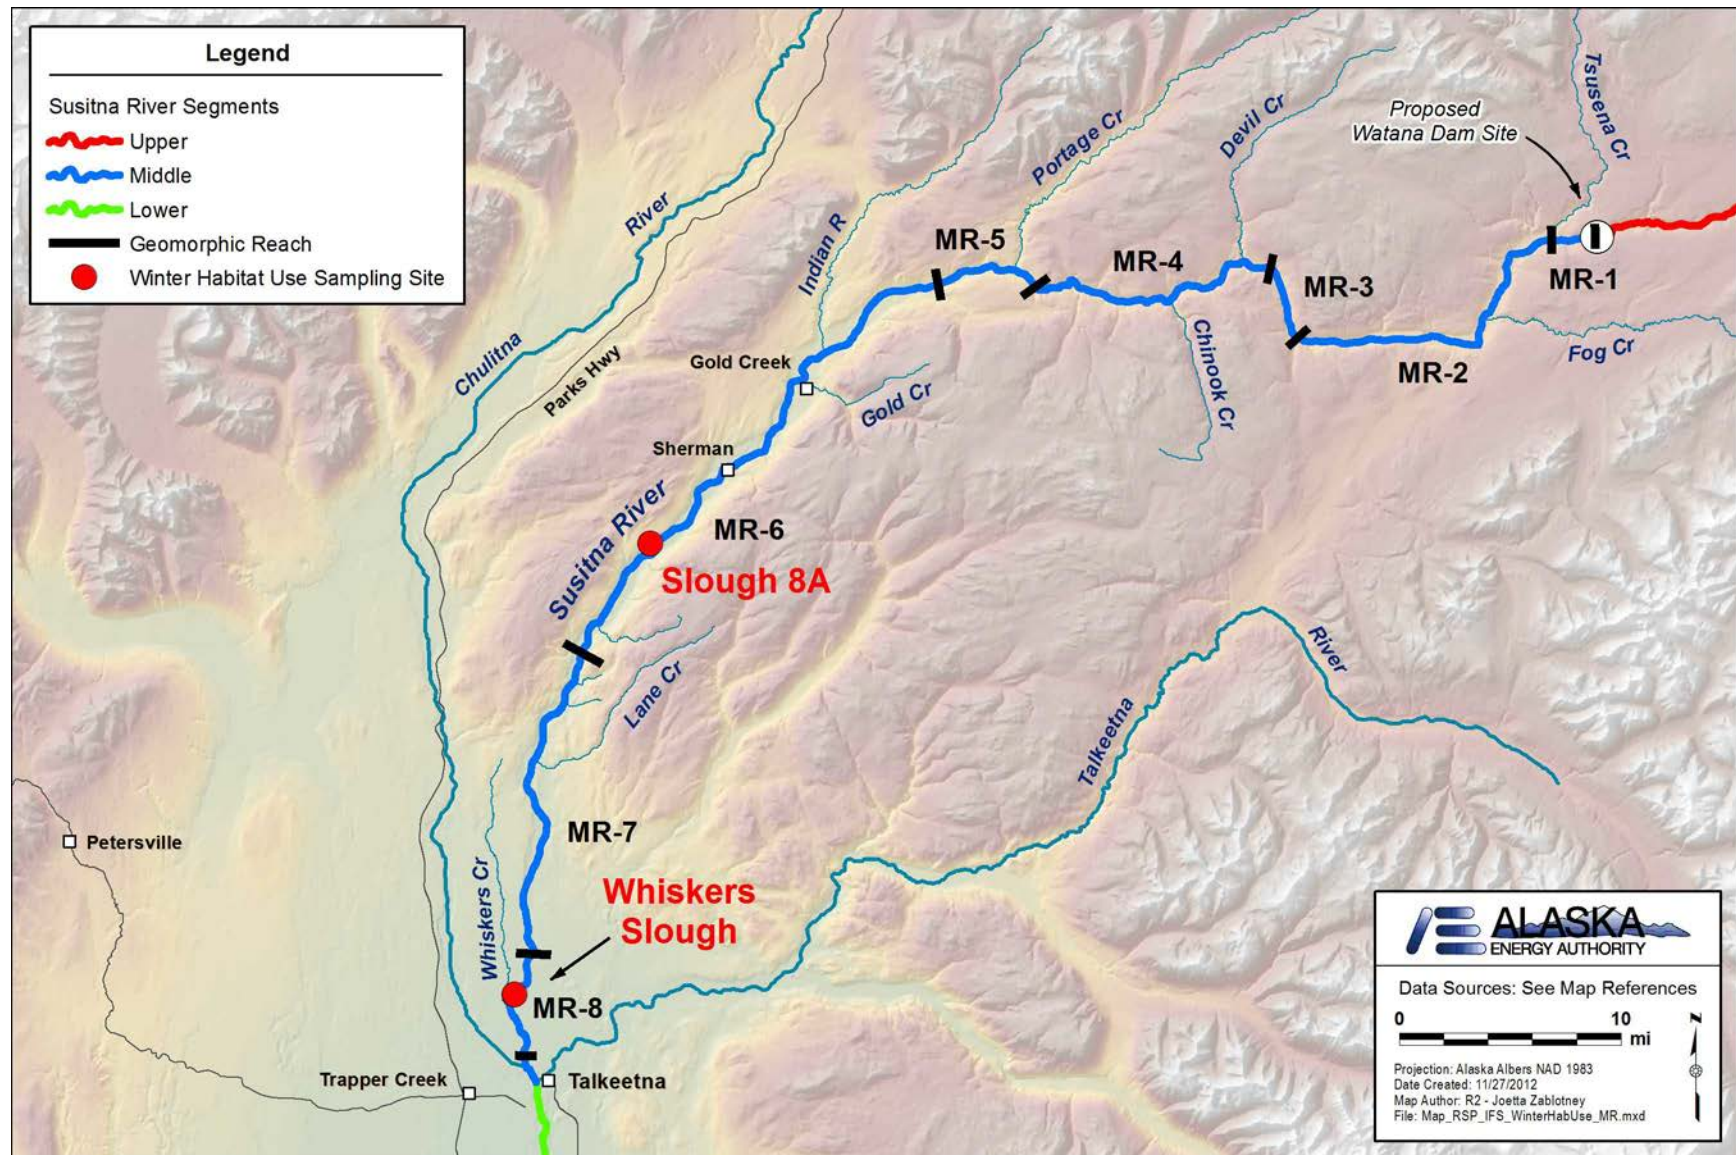 Legend
Susitna River Segments
Upper
Middle
Lower
Geomorphic Reach
Winter Habitat Use Sampling Site
Chulitna
River
Parks Hwy
Indian R
Portage Cr
Devil Cr
Tsusena Cr
Proposed
Watana Dam Site
MR-5
MR-4
MR-3
MR-1
MR-2
Fog Cr
Chinook Cr
Gold Creek
Gold Cr
Sherman
Susitna River
MR-6
Slough 8A
Lane Cr
Talkeetna
River
Petersville
Whiskers Cr
MR-7
Whiskers
Slough
MR-8
Trapper Creek
Talkeetna
ALASKA
ENERGY AUTHORITY
Data Sources: See Map References
0 10
mi
N
Projection: Alaska Albers NAD 1983
Date Created: 11/27/2012
Map Author: R2 - Joetta Zablotney
File: Map_RSP_IFS_WinterHabUse_MR.mxd